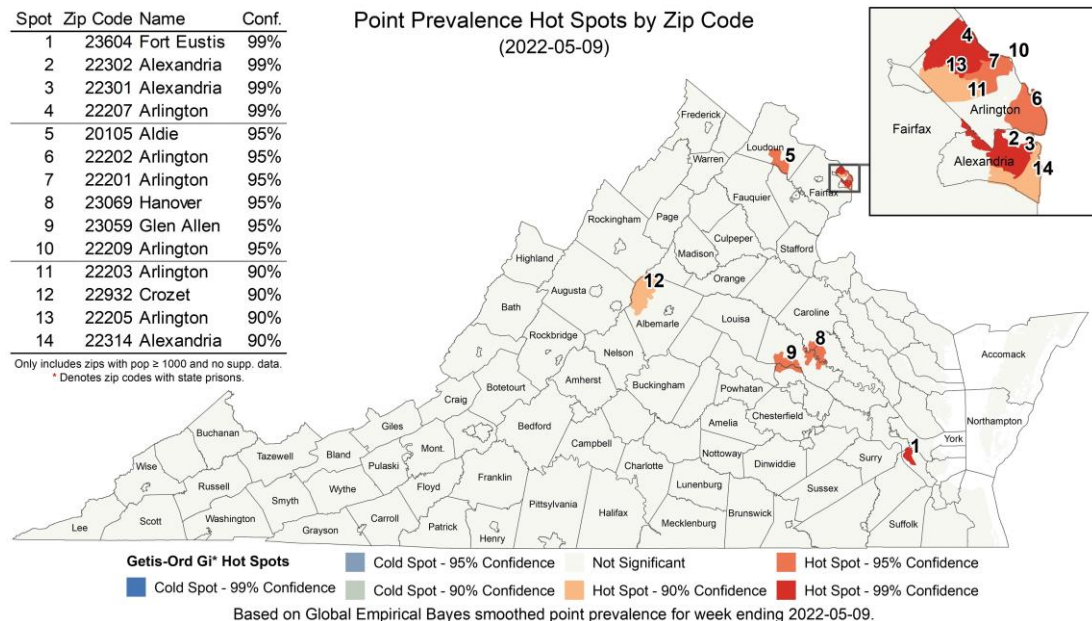 Point Prevalence Hot Spots by Zip Code
(2022-05-09)
Spot Zip Code Name Conf.
1 23604 Fort Eustis 99%
2 22302 Alexandria 99%
3 22301 Alexandria 99%
4 22207 Arlington 99%
5 20105 Aldie 95%
6 22202 Arlington 95%
7 22201 Arlington 95%
8 23069 Hanover 95%
9 23059 Glen Allen 95%
10 22209 Arlington 95%
11 22203 Arlington 90%
12 22932 Crozet 90%
13 22205 Arlington 90%
14 22314 Alexandria 90%
Only includes zips with pop ≥ 1000 and no supp. data.
* Denotes zip codes with state prisons.
4
10
13
7
11
6
Arlington
Fairfax
2
3
Alexandria
14
Frederick
Loudoun
5
Warren
Fairfax
Fauquier
Rockingham
Page
Culpeper
Stafford
Madison
Highland
Orange
Augusta
12
Bath
Albemarle
Louisa
Caroline
Rockbridge
Nelson
9
8
Accomack
Amherst
Buckingham
Powhatan
Botetourt
Craig
Chesterfield
Northampton
Amelia
Bedford
Giles
Buchanan
Campbell
York
1
Tazewell
Bland
Mont.
Nottoway
Dinwiddie
Surry
Wise
Pulaski
Charlotte
Russell
Wythe
Floyd
Franklin
Lunenburg
Sussex
Smyth
Pittsylvania
Halifax
Brunswick
Scott
Washington
Carroll
Patrick
Mecklenburg
Suffolk
Lee
Grayson
Henry
Getis-Ord Gi* Hot Spots
Cold Spot - 99% Confidence
Cold Spot - 95% Confidence
Cold Spot - 90% Confidence
Not Significant
Hot Spot - 90% Confidence
Hot Spot - 95% Confidence
Hot Spot - 99% Confidence
Based on Global Empirical Bayes smoothed point prevalence for week ending 2022-05-09.